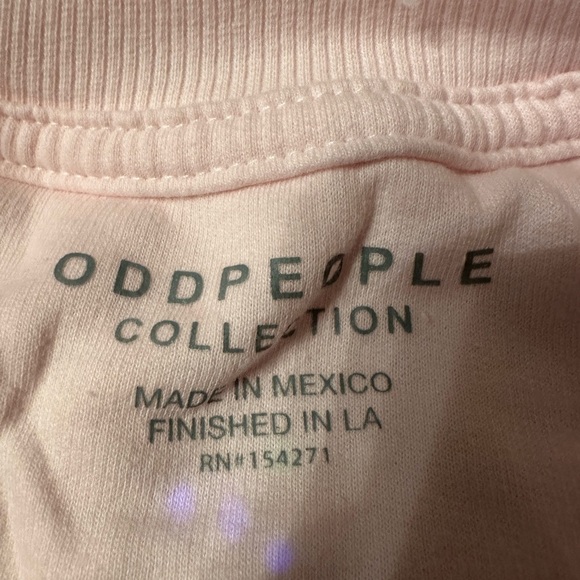 ODDPEOPLE
COLLECTION
MADE IN MEXICO
FINISHED IN LA
RN#154271